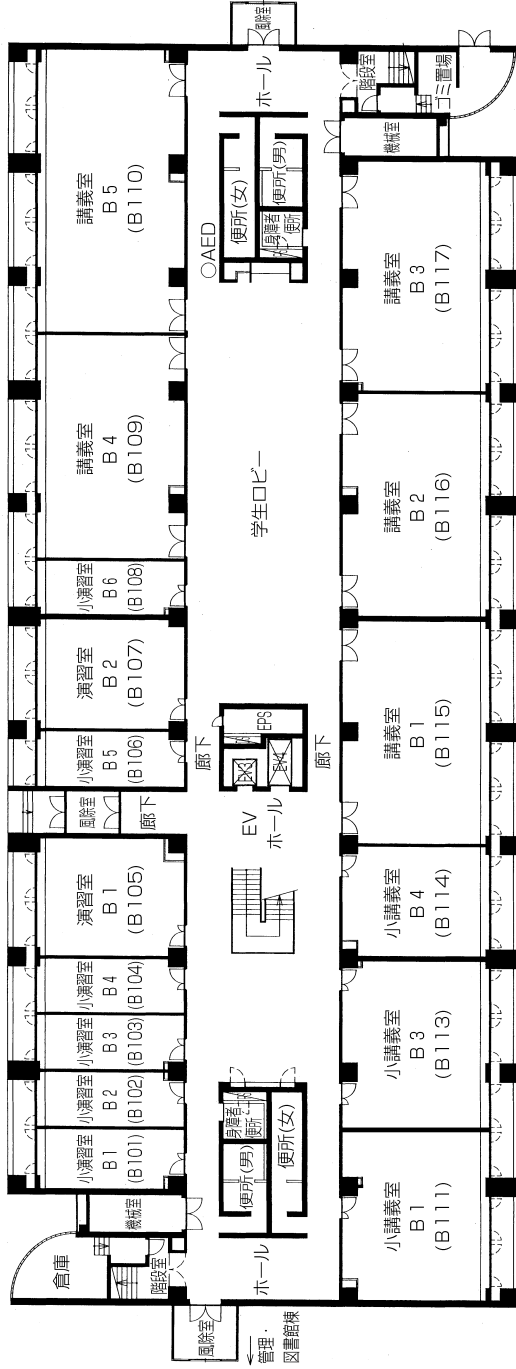 風除室
ホール
階段室
ゴミ置場
機械室
便所(女)
便所(男)
身障者
便所
○AED
講義室
B5
(B110)
講義室
B4
(B109)
小演習室
B6
(B108)
演習室
B2
(B107)
小演習室
B5
(B106)
風除室
廊下
演習室
B1
(B105)
小演習室
B4
(B104)
小演習室
B3
(B103)
小演習室
B2
(B102)
小演習室
B1
(B101)
学生ロビー
廊下
EPS
EV3
EV4
廊下
EV
ホール
講義室
B3
(B117)
講義室
B2
(B116)
講義室
B1
(B115)
小講義室
B4
(B114)
小講義室
B3
(B113)
小講義室
B1
(B111)
身障者
便所
便所(男)
便所(女)
機械室
倉庫
階段室
ホール
風除室
管理・
図書館棟